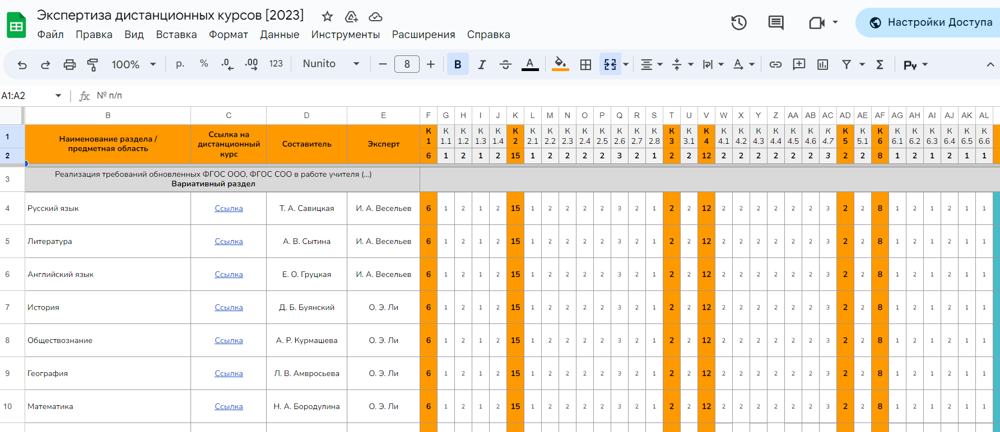 Экспертиза дистанционных курсов [2023]
Файл Правка Вид Вставка Формат Данные Инструменты Расширения Справка
Настройки Доступа
100% р. % .0 .00 123 Nunito 8 B I S A A Σ Py
A1:A2 fx № п/п
B C D E F G H I J K L M N O P Q R S T U V W X Y Z AA AB AC AD AE AF AG AH AI AJ AK AL
1 Наименование раздела / предметная область Ссылка на дистанционный курс Составитель Эксперт К 1 К 1.1 К 1.2 К 1.3 К 1.4 К 2 К 2.1 К 2.2 К 2.3 К 2.4 К 2.5 К 2.6 К 2.7 К 2.8 К 3 К 3.1 К 4 К 4.1 К 4.2 К 4.3 К 4.4 К 4.5 К 4.6 К 4.7 К 5 К 5.1 К 6 К 6.1 К 6.2 К 6.3 К 6.4 К 6.5 К 6.6
2 6 1 2 1 2 15 1 2 2 2 2 3 2 1 2 2 12 2 2 2 2 2 2 3 2 2 8 1 2 1 2 1 1
3 Реализация требований обновленных ФГОС ООО, ФГОС СОО в работе учителя (...)
Вариативный раздел
4 Русский язык Ссылка Т. А. Савицкая И. А. Весельев 6 1 2 1 2 15 1 2 2 2 2 3 2 1 2 2 12 2 2 2 2 2 2 3 2 2 8 1 2 1 2 1 1
5 Литература Ссылка А. В. Сытина И. А. Весельев 6 1 2 1 2 15 1 2 2 2 2 3 2 1 2 2 12 2 2 2 2 2 2 3 2 2 8 1 2 1 2 1 1
6 Английский язык Ссылка Е. О. Груцкая И. А. Весельев 6 1 2 1 2 15 1 2 2 2 2 3 2 1 2 2 12 2 2 2 2 2 2 3 2 2 8 1 2 1 2 1 1
7 История Ссылка Д. Б. Буянский О. Э. Ли 6 1 2 1 2 15 1 2 2 2 2 3 2 1 2 2 12 2 2 2 2 2 2 3 2 2 8 1 2 1 2 1 1
8 Обществознание Ссылка А. Р. Курмашева О. Э. Ли 6 1 2 1 2 15 1 2 2 2 2 3 2 1 2 2 12 2 2 2 2 2 2 3 2 2 8 1 2 1 2 1 1
9 География Ссылка Л. В. Амвросьева О. Э. Ли 6 1 2 1 2 15 1 2 2 2 2 3 2 1 2 2 12 2 2 2 2 2 2 3 2 2 8 1 2 1 2 1 1
10 Математика Ссылка Н. А. Бородулина О. Э. Ли 6 1 2 1 2 15 1 2 2 2 2 3 2 1 2 2 12 2 2 2 2 2 2 3 2 2 8 1 2 1 2 1 1